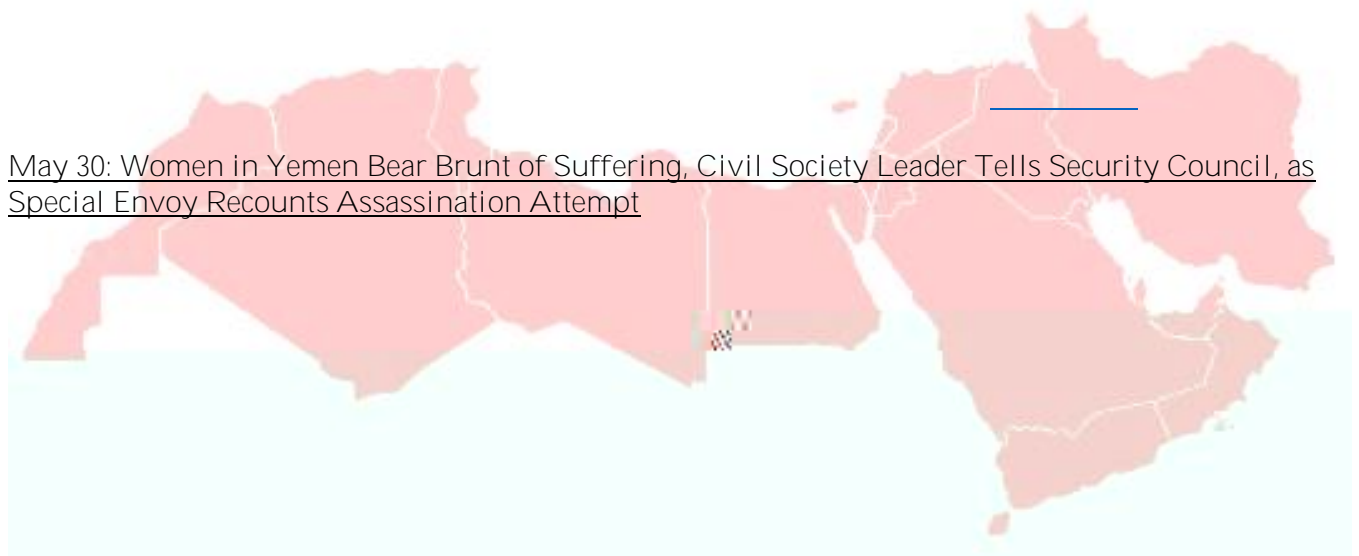 May 30: Women in Yemen Bear Brunt of Suffering, Civil Society Leader Tells Security Council, as
Special Envoy Recounts Assassination Attempt